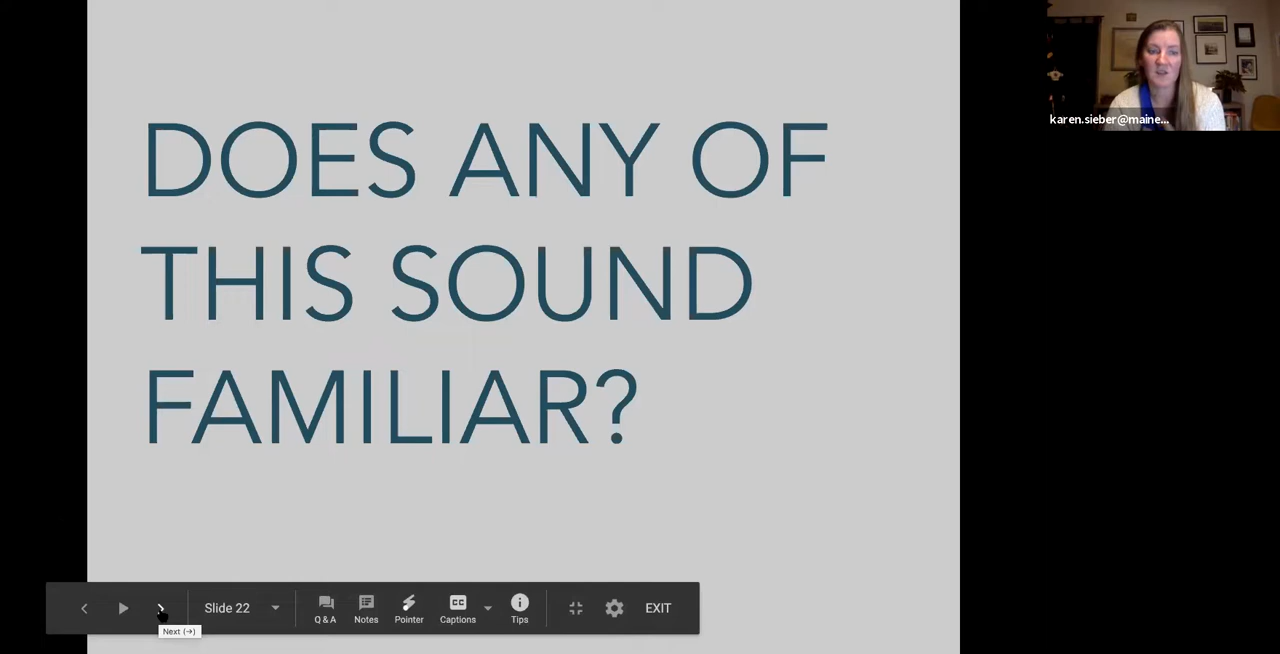 DOES ANY OF
THIS SOUND
FAMILIAR?
karen.sieber@maine...
Slide 22
Q & A
Notes
Pointer
CC
Captions
Tips
EXIT
Next (→)